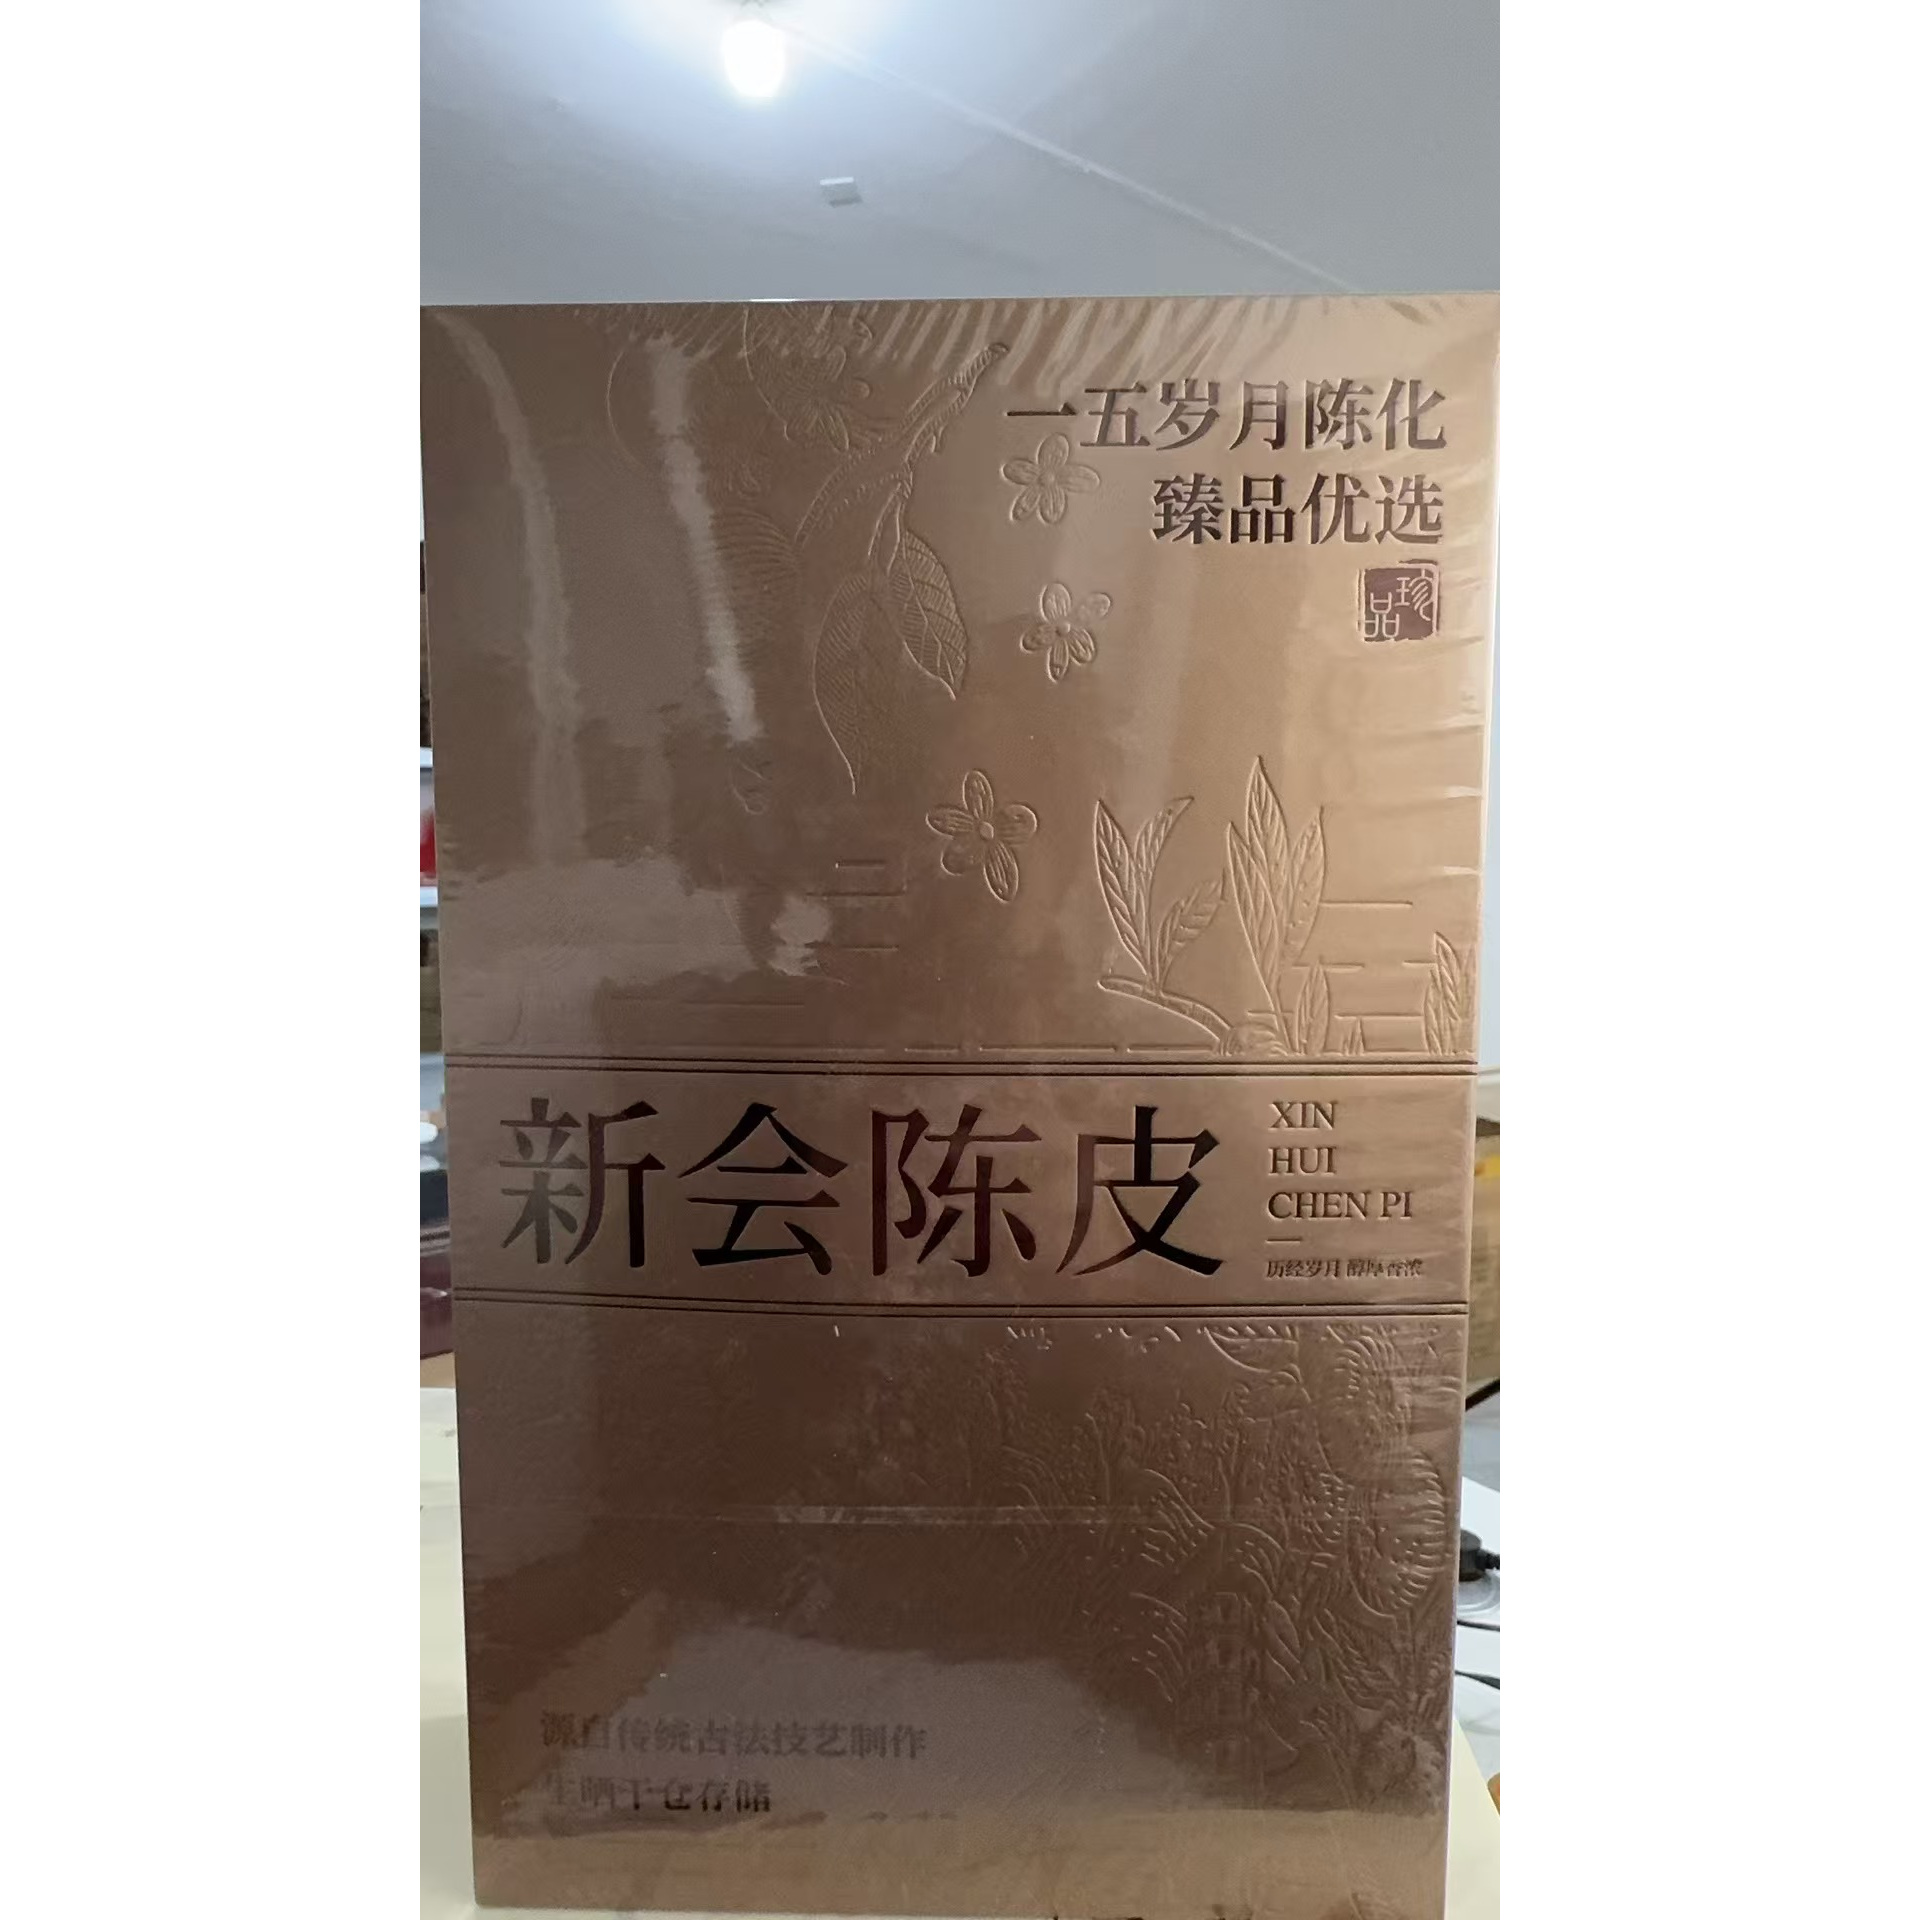 一五岁月陈化
臻品优选
珍品
新会陈皮
XIN
HUI
CHEN PI
历经岁月 醇厚香浓
源自传统古法技艺制作
生晒干仓存储